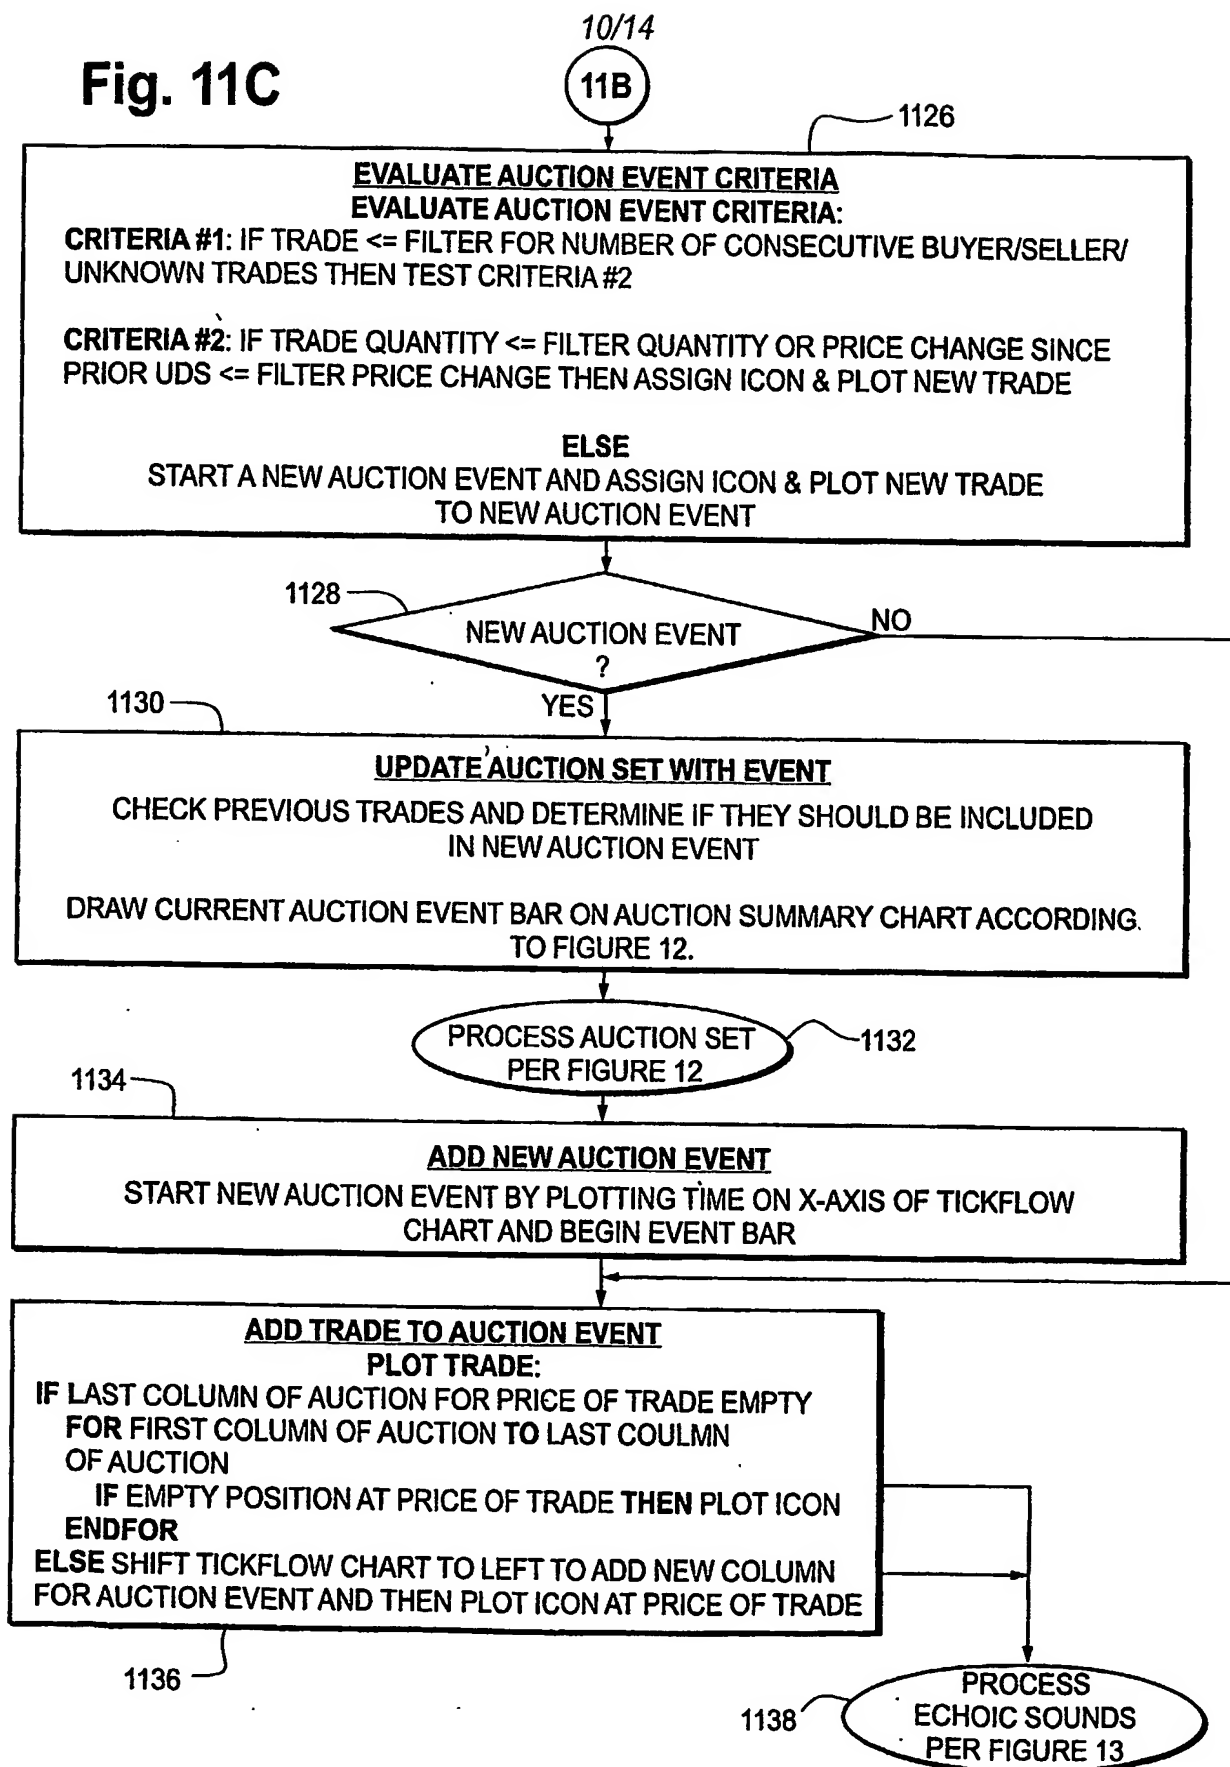 10/14
Fig. 11C
11B
1126
EVALUATE AUCTION EVENT CRITERIA
EVALUATE AUCTION EVENT CRITERIA:
CRITERIA #1: IF TRADE <= FILTER FOR NUMBER OF CONSECUTIVE BUYER/SELLER/
UNKNOWN TRADES THEN TEST CRITERIA #2
CRITERIA #2: IF TRADE QUANTITY <= FILTER QUANTITY OR PRICE CHANGE SINCE
PRIOR UDS <= FILTER PRICE CHANGE THEN ASSIGN ICON & PLOT NEW TRADE
ELSE
START A NEW AUCTION EVENT AND ASSIGN ICON & PLOT NEW TRADE
TO NEW AUCTION EVENT
1128
NEW AUCTION EVENT
?
NO
YES
1130
UPDATE AUCTION SET WITH EVENT
CHECK PREVIOUS TRADES AND DETERMINE IF THEY SHOULD BE INCLUDED
IN NEW AUCTION EVENT
DRAW CURRENT AUCTION EVENT BAR ON AUCTION SUMMARY CHART ACCORDING.
TO FIGURE 12.
PROCESS AUCTION SET
PER FIGURE 12
1132
1134
ADD NEW AUCTION EVENT
START NEW AUCTION EVENT BY PLOTTING TIME ON X-AXIS OF TICKFLOW
CHART AND BEGIN EVENT BAR
ADD TRADE TO AUCTION EVENT
PLOT TRADE:
IF LAST COLUMN OF AUCTION FOR PRICE OF TRADE EMPTY
FOR FIRST COLUMN OF AUCTION TO LAST COULMN
OF AUCTION
IF EMPTY POSITION AT PRICE OF TRADE THEN PLOT ICON
ENDFOR
ELSE SHIFT TICKFLOW CHART TO LEFT TO ADD NEW COLUMN
FOR AUCTION EVENT AND THEN PLOT ICON AT PRICE OF TRADE
1136
1138
PROCESS
ECHOIC SOUNDS
PER FIGURE 13